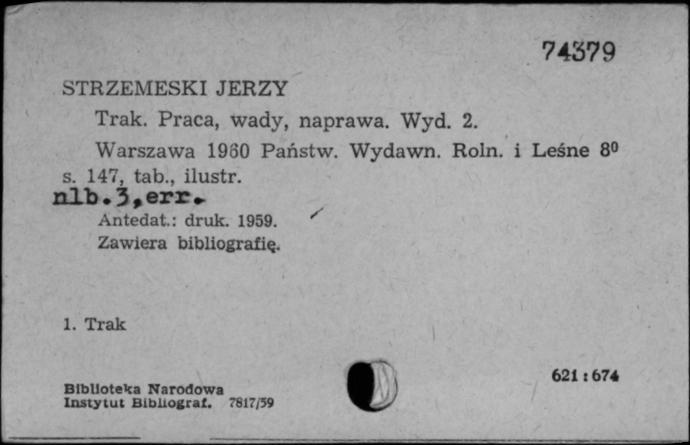 74379
STRZEMESKI JERZY
Trak. Praca, wady, naprawa. Wyd. 2.
Warszawa 1960 Państw. Wydawn. Roln. i Leśne 8⁰
s. 147, tab., ilustr.
nlb.3,err.
Antedat.: druk. 1959.
Zawiera bibliografię.
1. Trak
621 : 674
Biblioteka Narodowa
Instytut Bibliograf. 7817/59